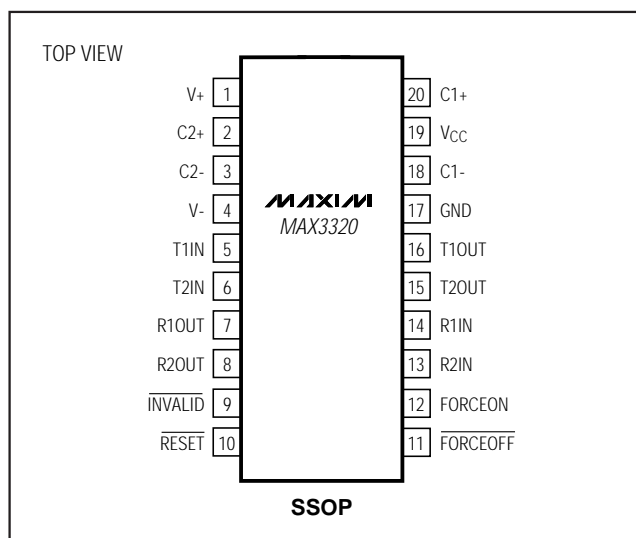 TOP VIEW
V+ 1
C2+ 2
C2- 3
V- 4
T1IN 5
T2IN 6
R1OUT 7
R2OUT 8
INVALID 9
RESET 10
MAXIM
MAX3320
20 C1+
19 VCC
18 C1-
17 GND
16 T1OUT
15 T2OUT
14 R1IN
13 R2IN
12 FORCEON
11 FORCEOFF
SSOP